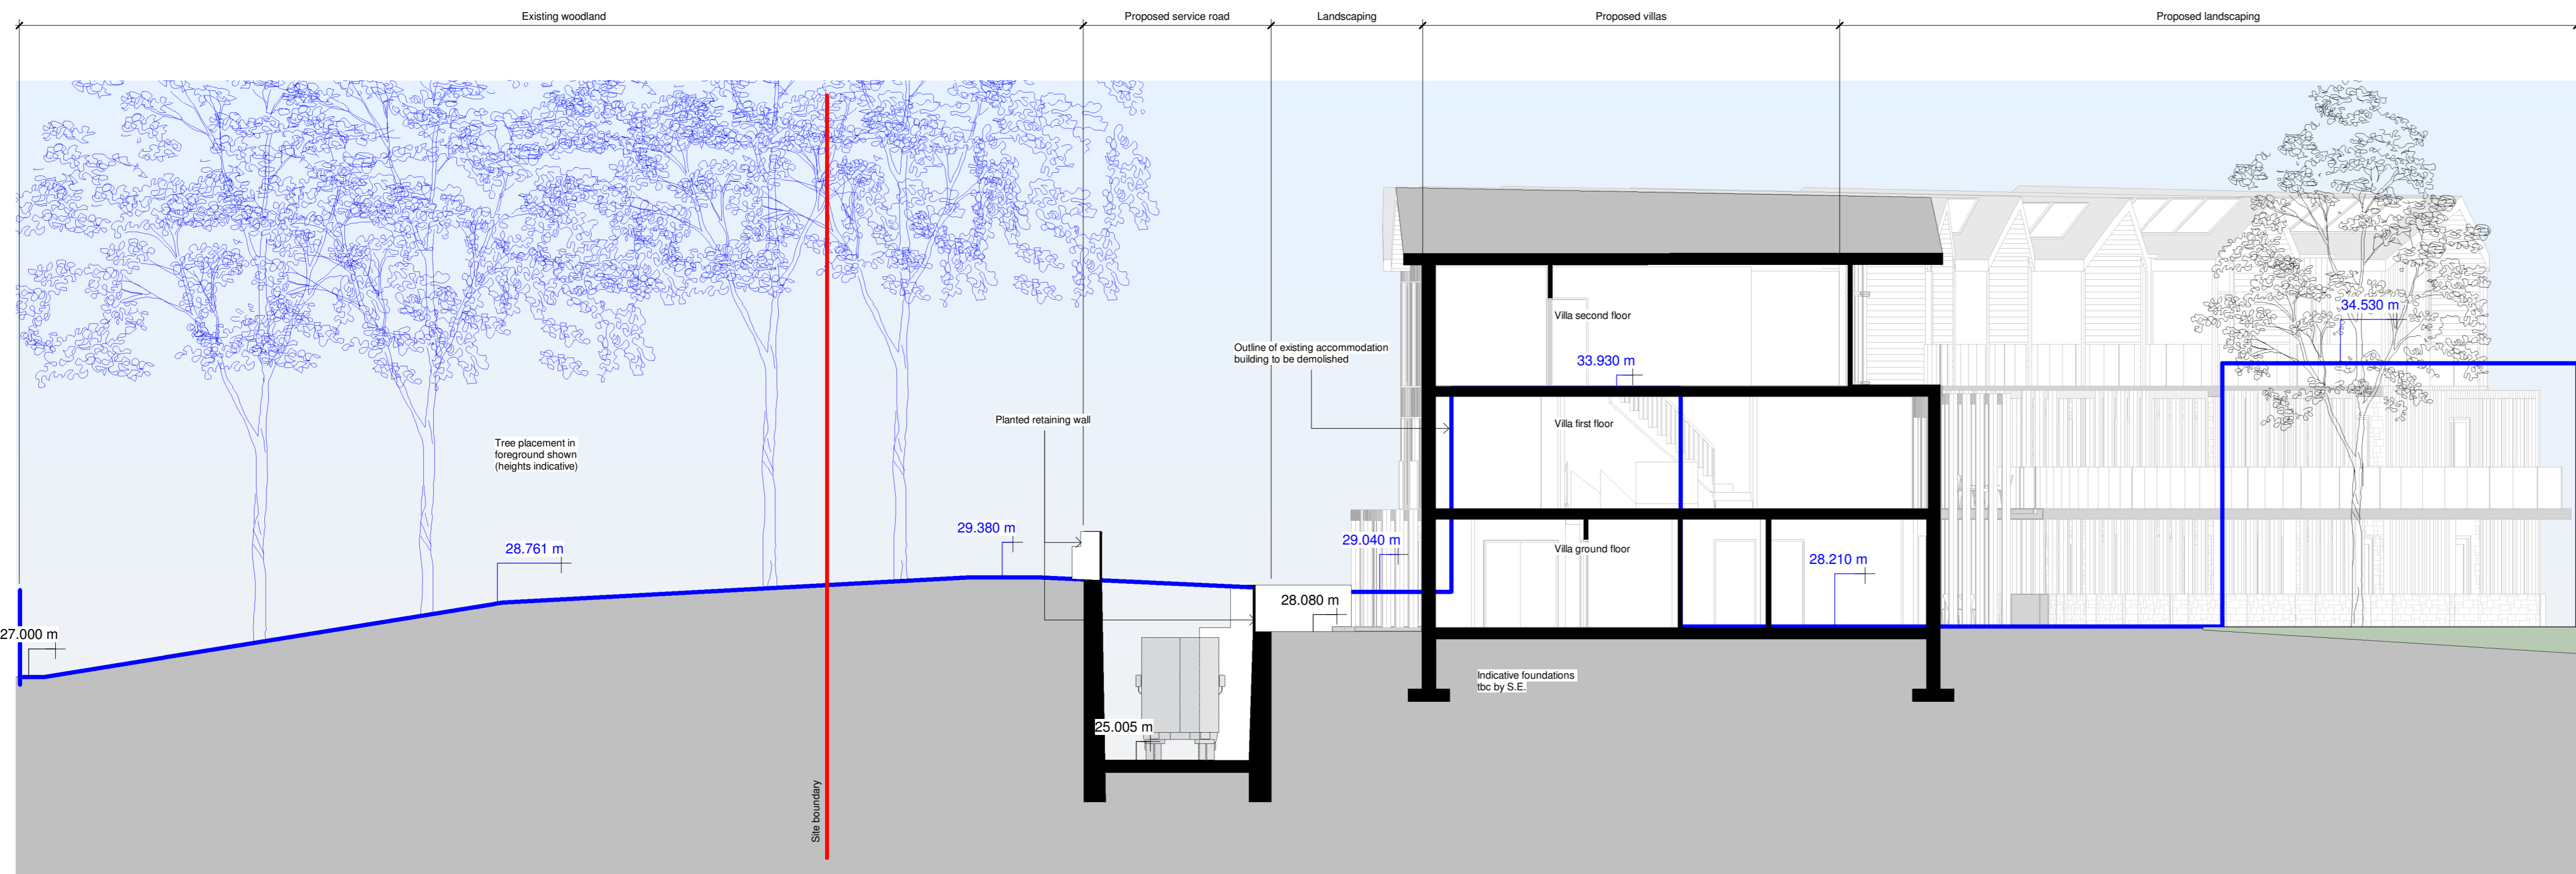 Existing woodland
Proposed service road
Landscaping
Proposed villas
Proposed landscaping
Villa second floor
34.530 m
Outline of existing accommodation
building to be demolished
33.930 m
Planted retaining wall
Villa first floor
Tree placement in
foreground shown
(heights indicative)
29.380 m
28.761 m
29.040 m
Villa ground floor
28.210 m
28.080 m
27.000 m
Indicative foundations
tbc by S.E.
25.005 m
Site boundary